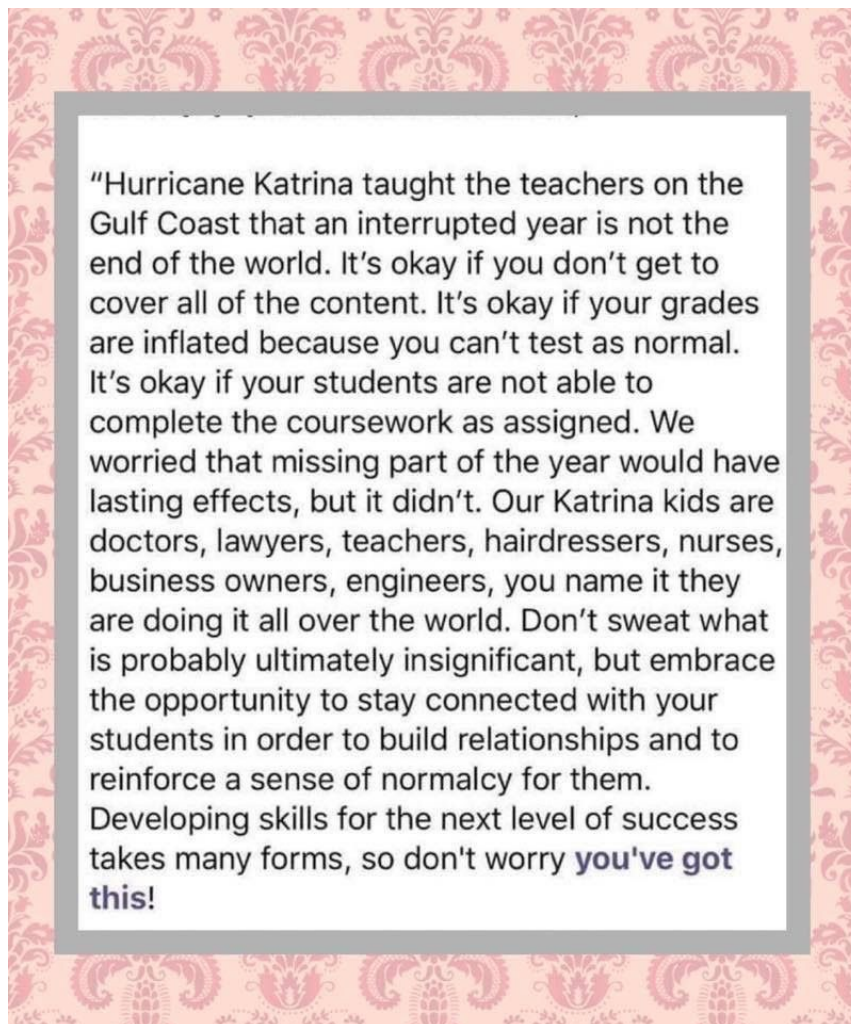 “Hurricane Katrina taught the teachers on the
Gulf Coast that an interrupted year is not the
end of the world. It’s okay if you don’t get to
cover all of the content. It’s okay if your grades
are inflated because you can’t test as normal.
It’s okay if your students are not able to
complete the coursework as assigned. We
worried that missing part of the year would have
lasting effects, but it didn’t. Our Katrina kids are
doctors, lawyers, teachers, hairdressers, nurses,
business owners, engineers, you name it they
are doing it all over the world. Don’t sweat what
is probably ultimately insignificant, but embrace
the opportunity to stay connected with your
students in order to build relationships and to
reinforce a sense of normalcy for them.
Developing skills for the next level of success
takes many forms, so don't worry you've got
this!